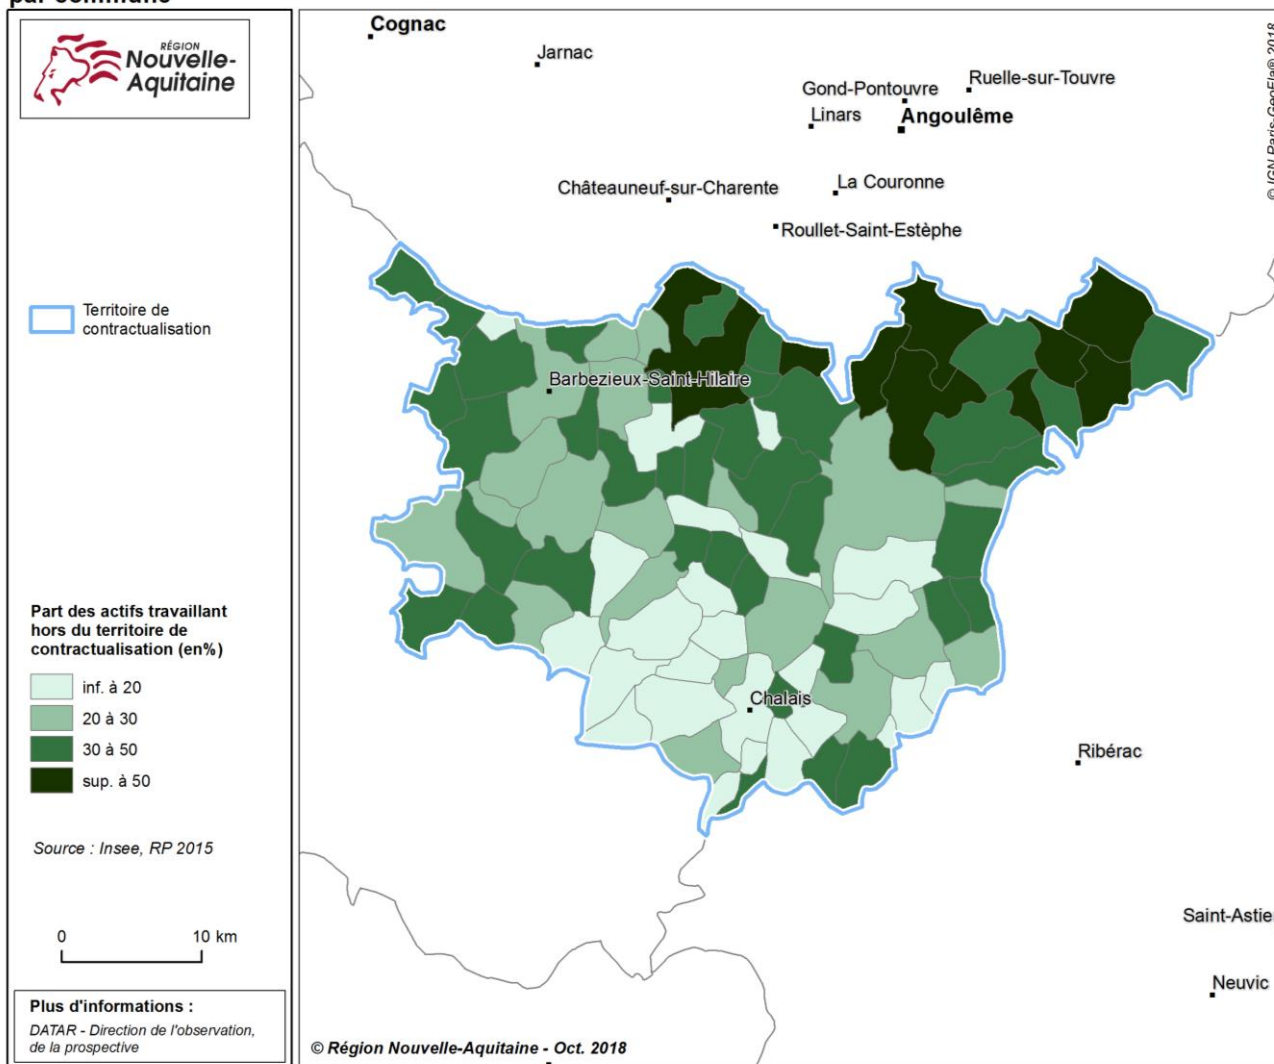 par commune
RÉGION
Nouvelle-
Aquitaine
Territoire de
contractualisation
Part des actifs travaillant
hors du territoire de
contractualisation (en%)
inf. à 20
20 à 30
30 à 50
sup. à 50
Source : Insee, RP 2015
0 10 km
Plus d'informations :
DATAR - Direction de l'observation,
de la prospective
Cognac
Jarnac
Ruelle-sur-Touvre
Gond-Pontouvre
Linars
Angoulême
Châteauneuf-sur-Charente
La Couronne
Roullet-Saint-Estèphe
Barbezieux-Saint-Hilaire
Chalais
Ribérac
Saint-Astie
Neuvic
© Région Nouvelle-Aquitaine - Oct. 2018
© IGN Paris-GeoFla® 2018